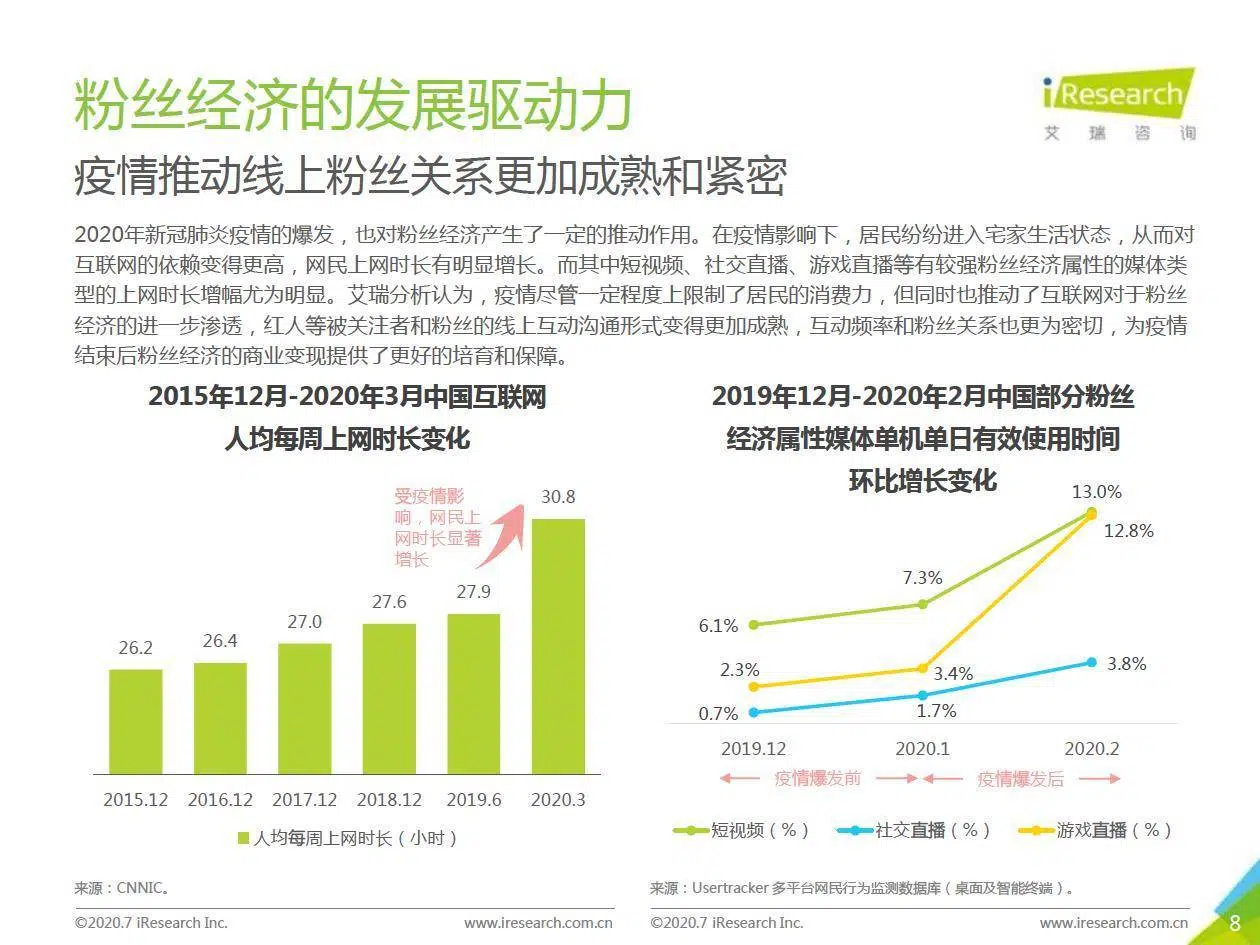 粉丝经济的发展驱动力
iResearch
艾瑞咨询
疫情推动线上粉丝关系更加成熟和紧密
2020年新冠肺炎疫情的爆发，也对粉丝经济产生了一定的推动作用。在疫情影响下，居民纷纷进入宅家生活状态，从而对
互联网的依赖变得更高，网民上网时长有明显增长。而其中短视频、社交直播、游戏直播等有较强粉丝经济属性的媒体类
型的上网时长增幅尤为明显。艾瑞分析认为，疫情尽管一定程度上限制了居民的消费力，但同时也推动了互联网对于粉丝
经济的进一步渗透，红人等被关注者和粉丝的线上互动沟通形式变得更加成熟，互动频率和粉丝关系也更为密切，为疫情
结束后粉丝经济的商业变现提供了更好的培育和保障。
2015年12月-2020年3月中国互联网
人均每周上网时长变化
受疫情影
响，网民上
网时长显著
增长
30.8
27.9
27.6
27.0
26.4
26.2
2015.12 2016.12 2017.12 2018.12 2019.6 2020.3
人均每周上网时长（小时）
来源：CNNIC。
©2020.7 iResearch Inc. www.iresearch.com.cn
2019年12月-2020年2月中国部分粉丝
经济属性媒体单机单日有效使用时间
环比增长变化
13.0%
12.8%
7.3%
6.1%
2.3%
3.4%
3.8%
0.7%
1.7%
2019.12 2020.1 2020.2
疫情爆发前 疫情爆发后
短视频（%） 社交直播（%） 游戏直播（%）
来源：Usertracker 多平台网民行为监测数据库（桌面及智能终端）。
©2020.7 iResearch Inc. www.iresearch.com.cn
8